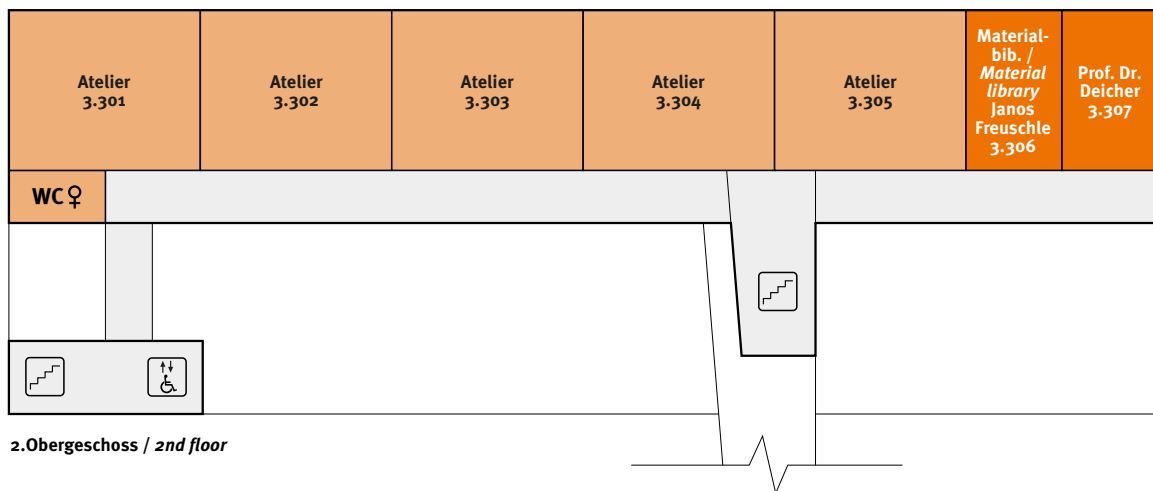 Atelier
3.301
Atelier
3.302
Atelier
3.303
Atelier
3.304
Atelier
3.305
Material-
bib. /
Material
library
Janos
Freuschle
3.306
Prof. Dr.
Deicher
3.307
WC♀
2.Obergeschoss / 2nd floor